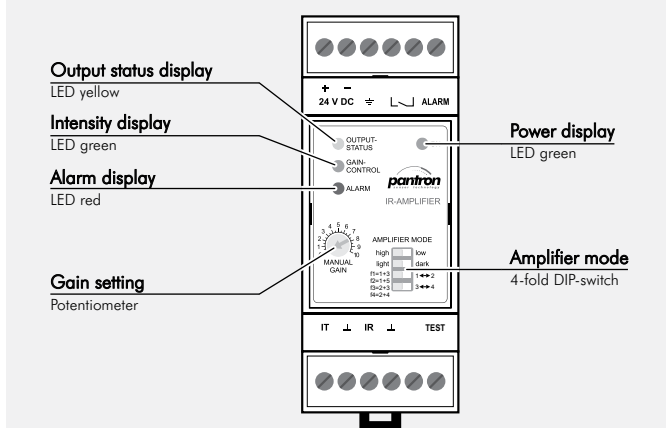 Output status display
LED yellow
Intensity display
LED green
Alarm display
LED red
Gain setting
Potentiometer
+ −
24 V DC ⏚ ALARM
OUTPUT-
STATUS
GAIN-
CONTROL
ALARM
pantron
sensor technology
IR-AMPLIFIER
1 2 3 4 5 6 7 8 9 10
MANUAL
GAIN
AMPLIFIER MODE
high low
light dark
f1=1+3
f2=1+5 1↔2
f3=2+3 3↔4
f4=2+4
IT ⊥ IR ⊥ TEST
Power display
LED green
Amplifier mode
4-fold DIP-switch